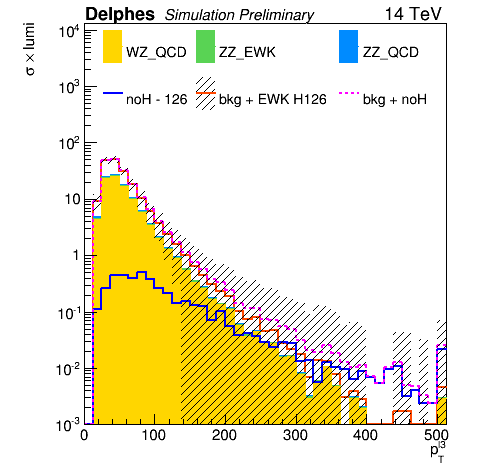 Delphes Simulation Preliminary 14 TeV
σ × lumi
WZ_QCD ZZ_EWK ZZ_QCD
noH - 126 bkg + EWK H126 bkg + noH
10⁴
10³
10²
10
1
10⁻¹
10⁻²
10⁻³
0 100 200 300 400 500
p_T^l3